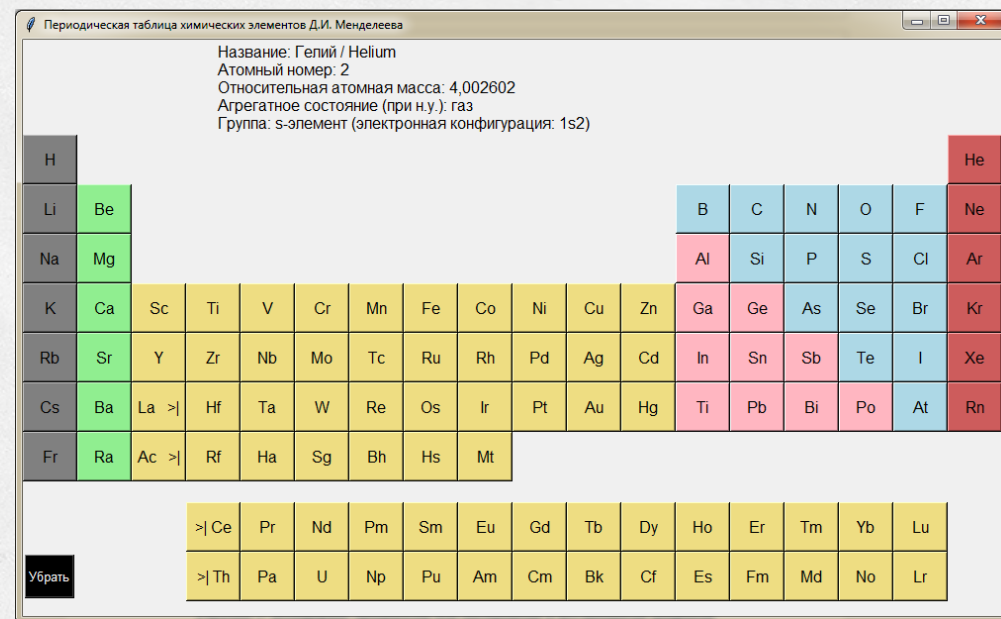 Периодическая таблица химических элементов Д.И. Менделеева
Название: Гелий / Helium
Атомный номер: 2
Относительная атомная масса: 4,002602
Агрегатное состояние (при н.у.): газ
Группа: s-элемент (электронная конфигурация: 1s2)
H He
Li Be B C N O F Ne
Na Mg Al Si P S Cl Ar
K Ca Sc Ti V Cr Mn Fe Co Ni Cu Zn Ga Ge As Se Br Kr
Rb Sr Y Zr Nb Mo Tc Ru Rh Pd Ag Cd In Sn Sb Te I Xe
Cs Ba La >| Hf Ta W Re Os Ir Pt Au Hg Ti Pb Bi Po At Rn
Fr Ra Ac >| Rf Ha Sg Bh Hs Mt
>| Ce Pr Nd Pm Sm Eu Gd Tb Dy Ho Er Tm Yb Lu
Убрать >| Th Pa U Np Pu Am Cm Bk Cf Es Fm Md No Lr